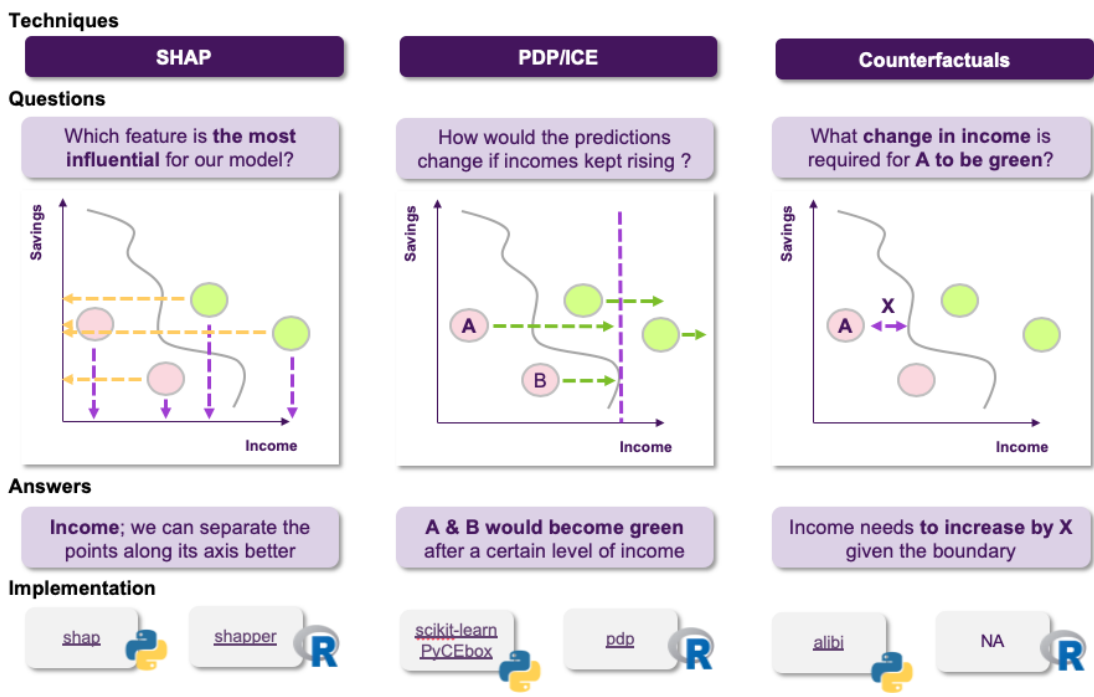 Techniques
SHAP
PDP/ICE
Counterfactuals
Questions
Which feature is the most
influential for our model?
How would the predictions
change if incomes kept rising ?
What change in income is
required for A to be green?
Savings
Income
Savings
A
B
Income
Savings
X
A
Income
Answers
Income; we can separate the
points along its axis better
A & B would become green
after a certain level of income
Income needs to increase by X
given the boundary
Implementation
shap
shapper
R
scikit-learn
PyCEbox
pdp
R
alibi
NA
R